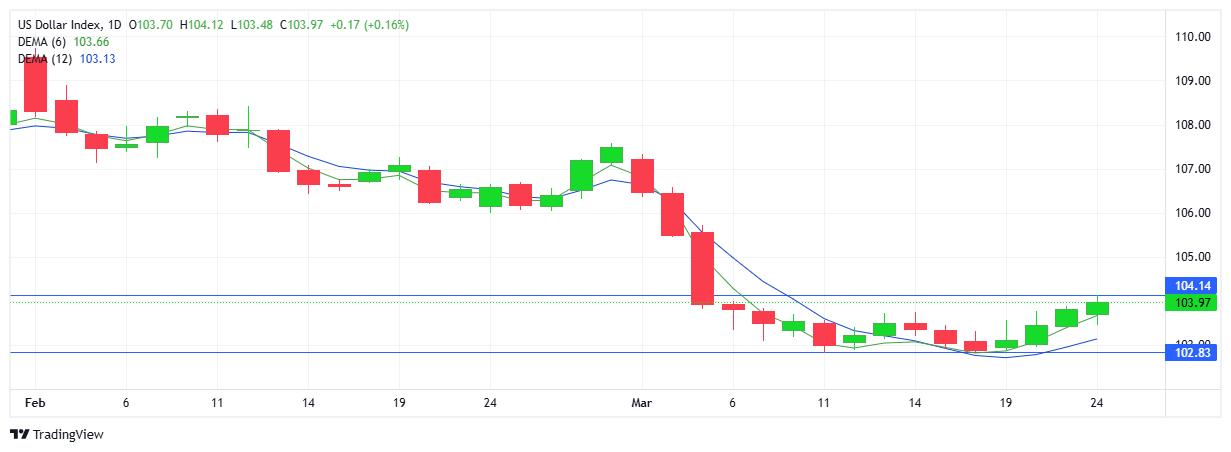 US Dollar Index, 1D O103.70 H104.12 L103.48 C103.97 +0.17 (+0.16%)
DEMA (6) 103.66
DEMA (12) 103.13
110.00
109.00
108.00
107.00
106.00
105.00
104.14
103.97
103.00
102.83
Feb 6 11 14 19 24 Mar 6 11 14 19 24
TradingView